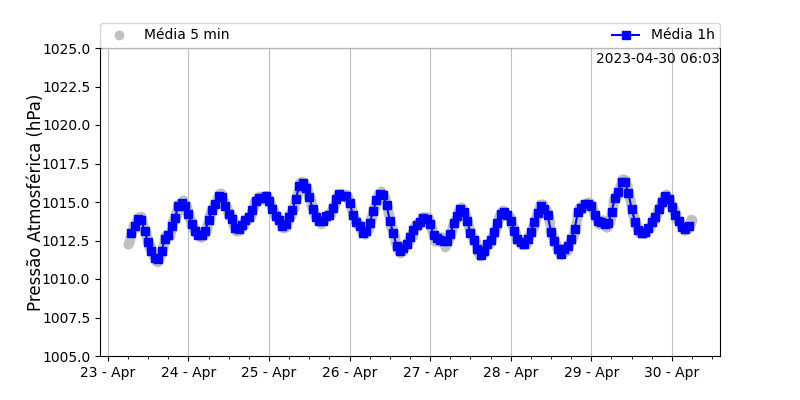 Média 5 min
Média 1h
2023-04-30 06:03
Pressão Atmosférica (hPa)
1025.0
1022.5
1020.0
1017.5
1015.0
1012.5
1010.0
1007.5
1005.0
23 - Apr
24 - Apr
25 - Apr
26 - Apr
27 - Apr
28 - Apr
29 - Apr
30 - Apr